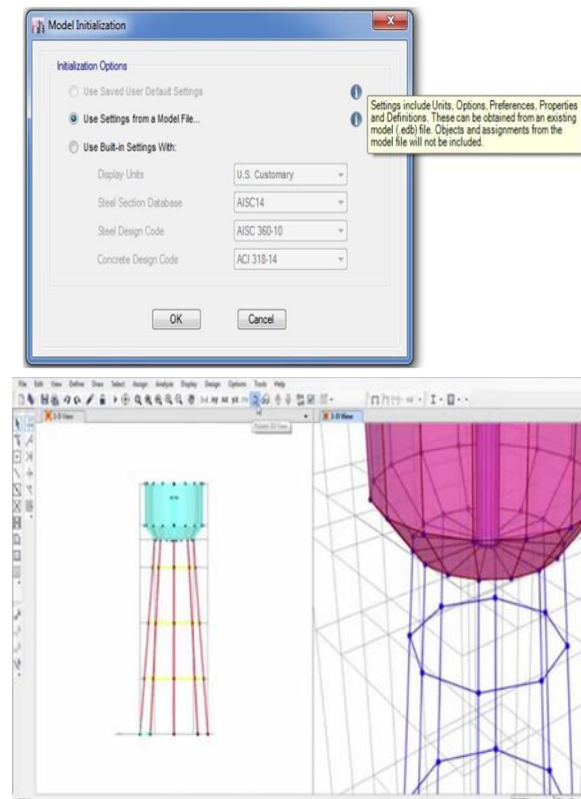 Model Initialization
Initialization Options
Use Saved User Default Settings
Use Settings from a Model File...
Settings include Units, Options, Preferences, Properties
and Definitions. These can be obtained from an existing
model (.edb) file. Objects and assignments from the
model file will not be included.
Use Built-in Settings With:
Display Units
U.S. Customary
Steel Section Database
AISC14
Steel Design Code
AISC 360-10
Concrete Design Code
ACI 318-14
OK
Cancel
File Edit View Define Draw Select Assign Analyze Display Design Options Tools Help
3-D View
Rotate 3D View
3-D View